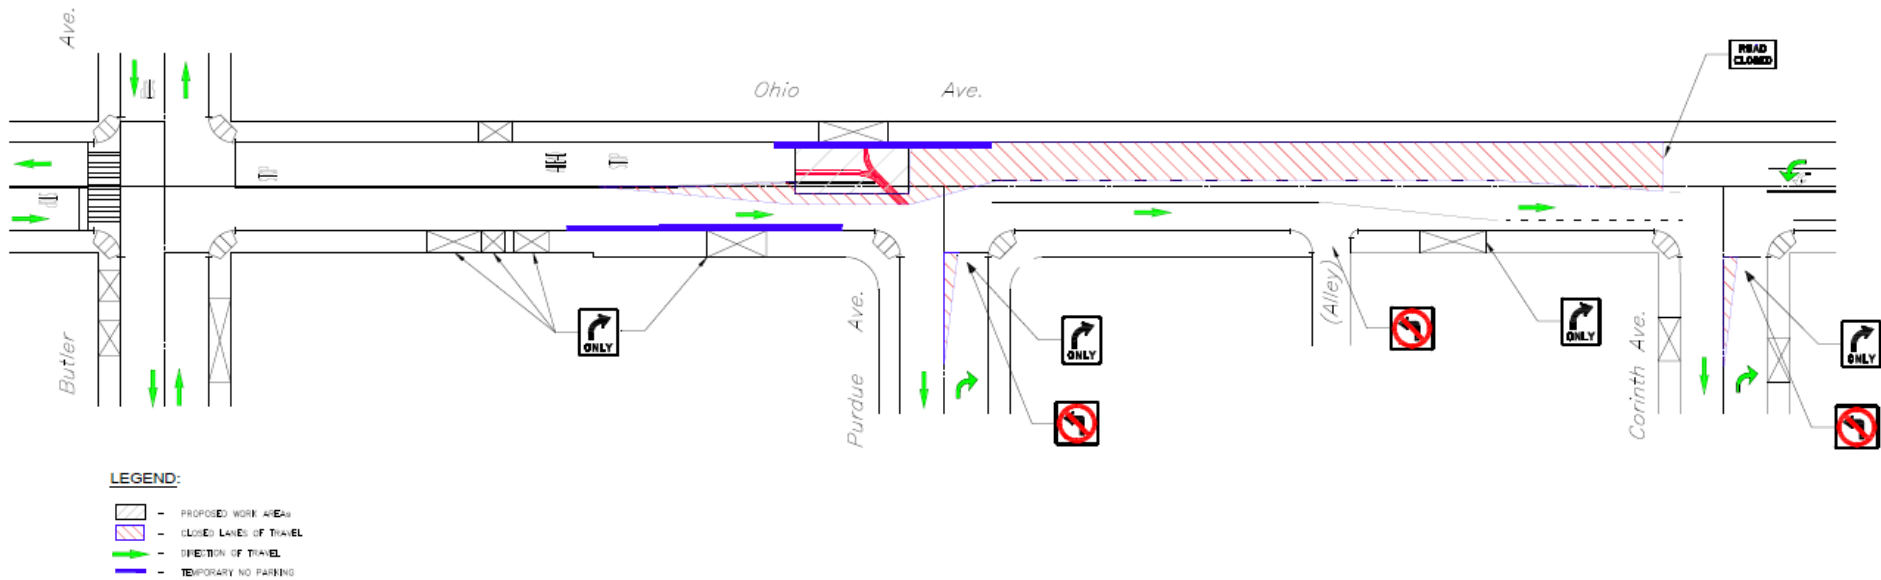 Ave.
Ohio Ave.
ROAD
CLOSED
Butler
ONLY
Purdue Ave.
ONLY
(Alley)
ONLY
Corinth Ave.
ONLY
LEGEND:
- PROPOSED WORK AREAs
- CLOSED LANES OF TRAVEL
- DIRECTION OF TRAVEL
- TEMPORARY NO PARKING